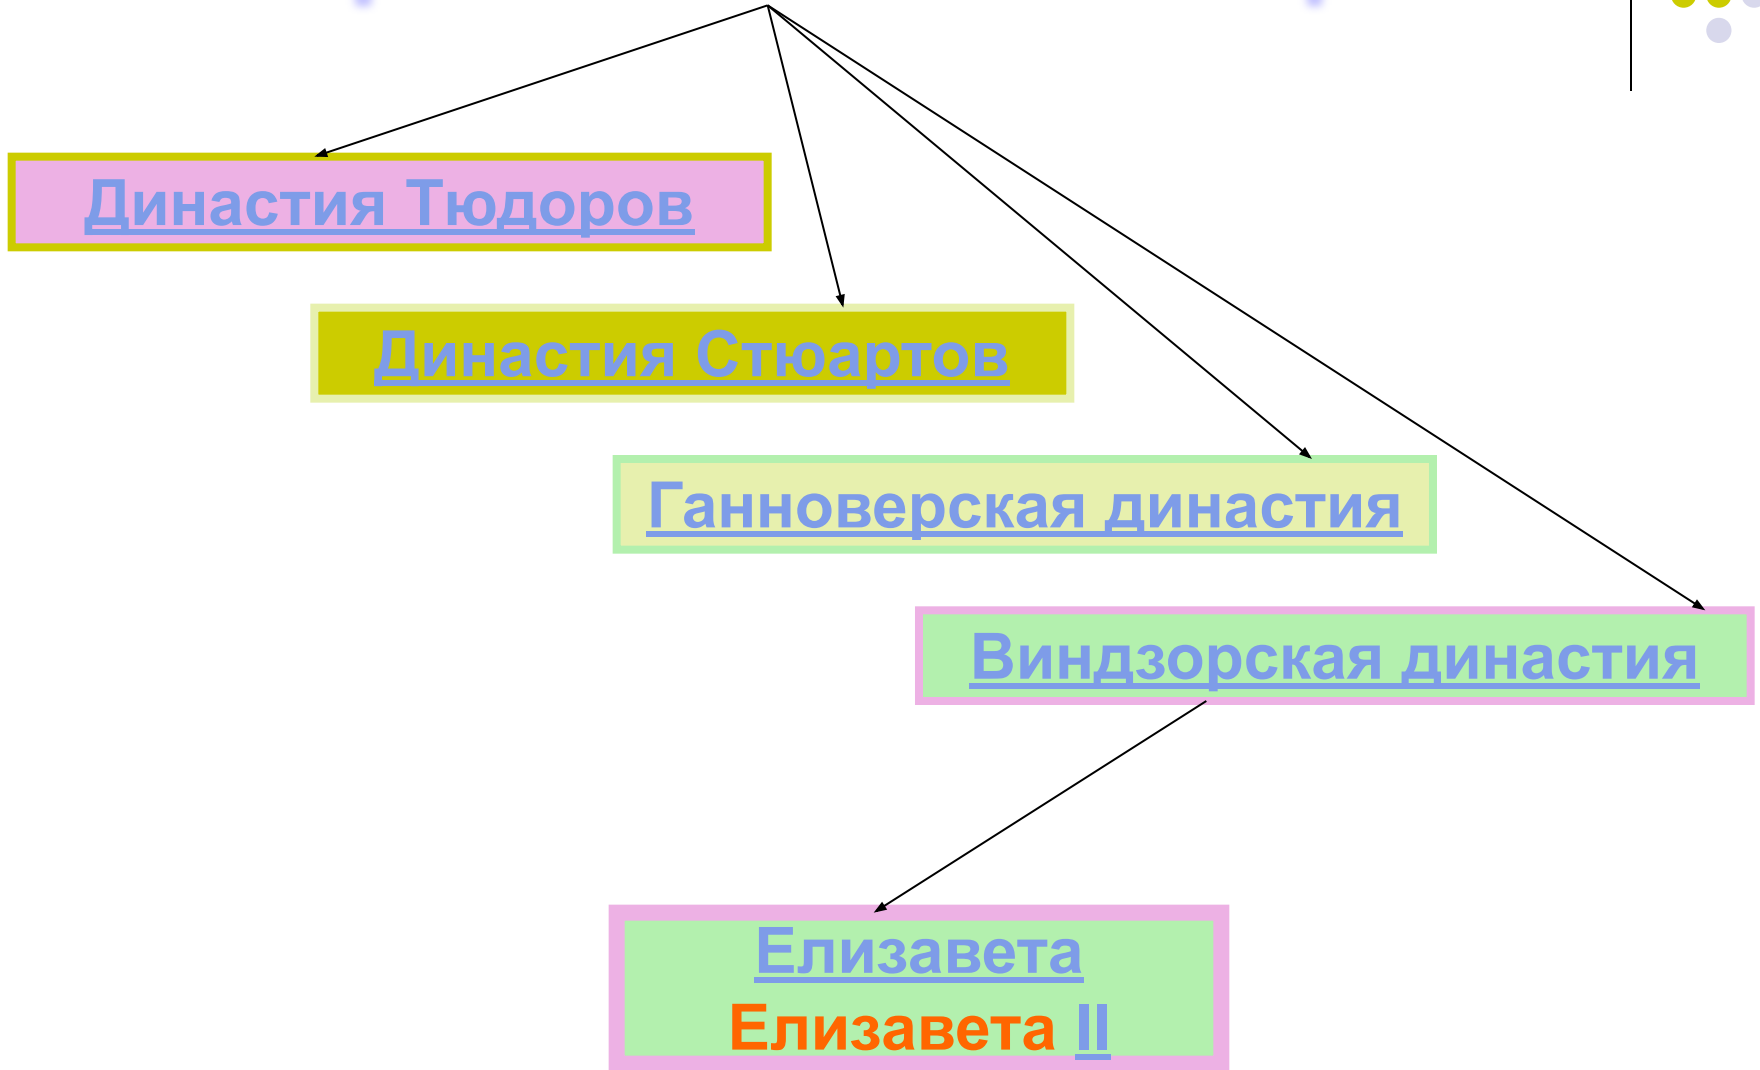 Династия Тюдоров
Династия Стюартов
Ганноверская династия
Виндзорская династия
Елизавета
Елизавета II